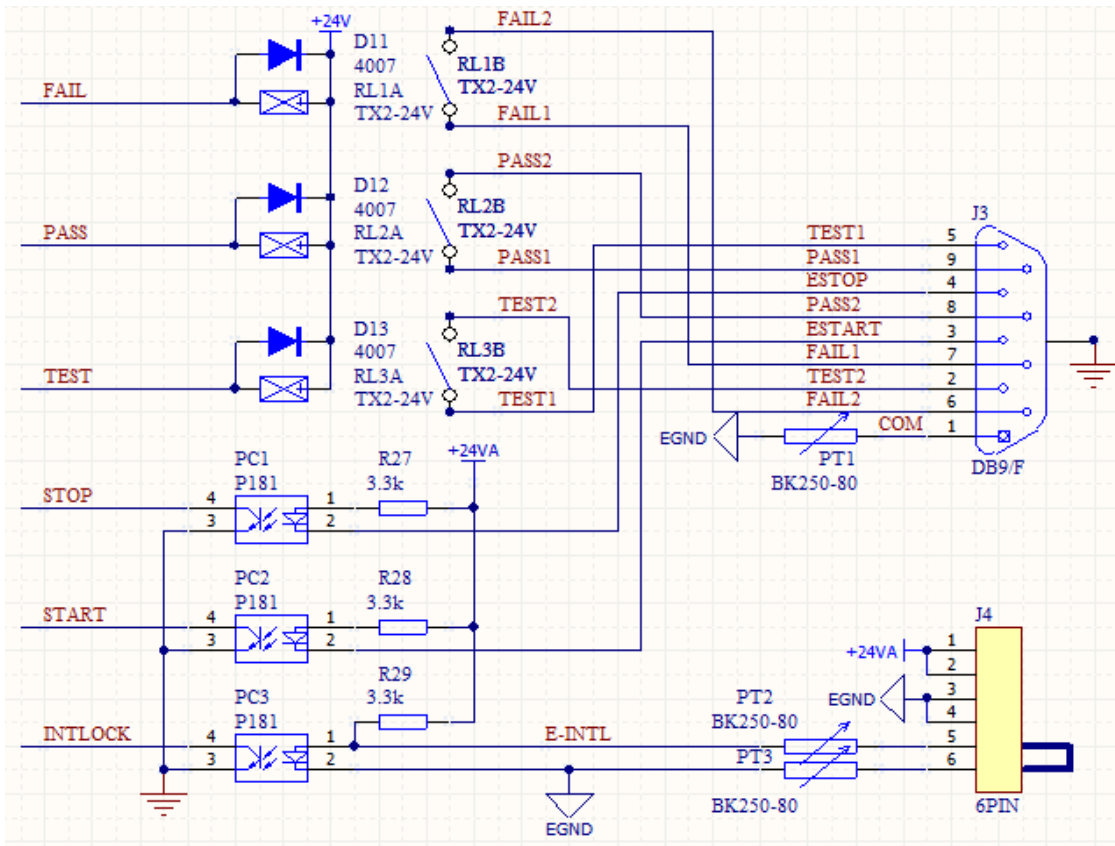 FAIL2
+24V
D11
4007
RL1B
TX2-24V
FAIL
RL1A
TX2-24V
FAIL1
PASS2
D12
4007
RL2B
TX2-24V
PASS
RL2A
TX2-24V
PASS1
J3
TEST1 5
PASS1 9
ESTOP 4
PASS2 8
ESTART 3
FAIL1 7
TEST2 2
FAIL2 6
COM 1
DB9/F
TEST2
D13
4007
RL3B
TX2-24V
TEST
RL3A
TX2-24V
TEST1
EGND
PT1
BK250-80
+24VA
PC1
P181
R27
3.3k
STOP
4 1
3 2
PC2
P181
R28
3.3k
START
4 1
3 2
R29
3.3k
PC3
P181
INTLOCK
4 1
3 2
E-INTL
EGND
J4
+24VA
1
2
EGND
3
4
5
6
PT2
BK250-80
PT3
BK250-80
6PIN